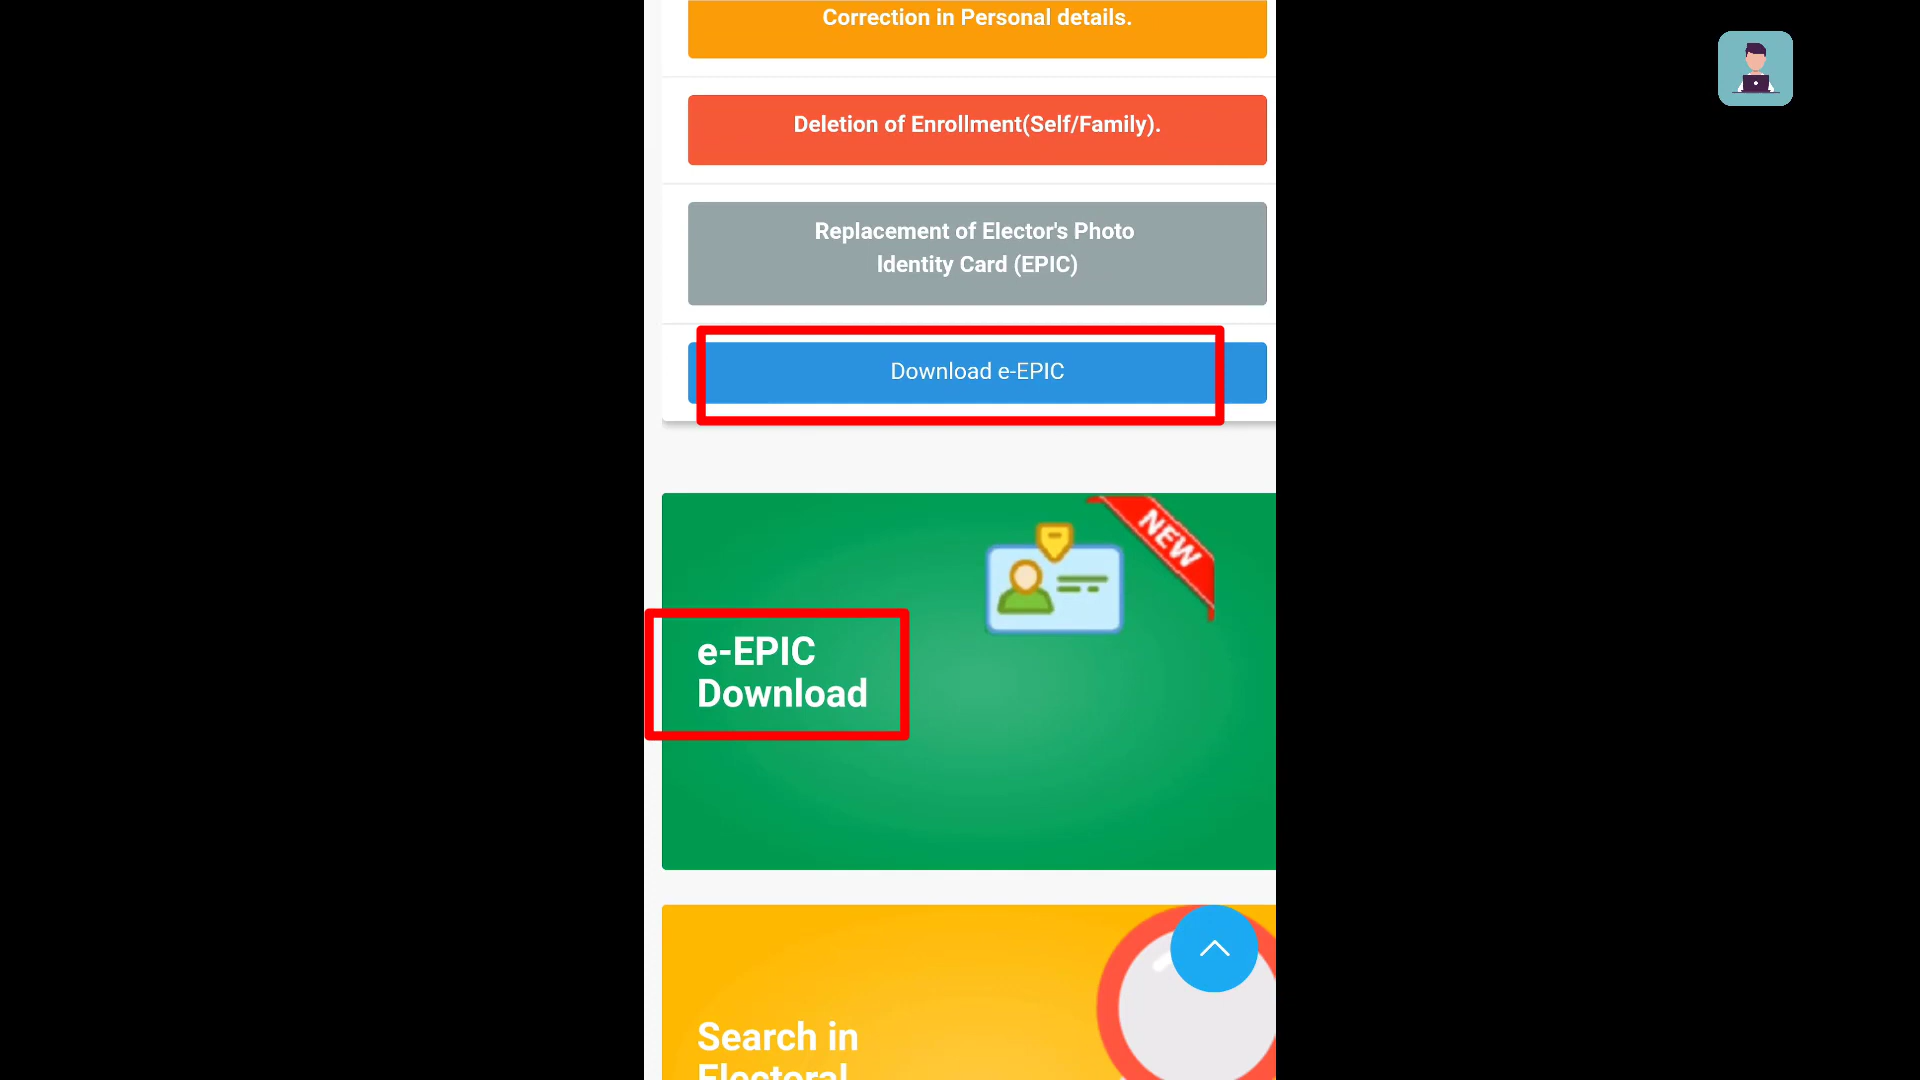 Correction in Personal details.
Deletion of Enrollment(Self/Family).
Replacement of Elector's Photo
Identity Card (EPIC)
Download e-EPIC
NEW
e-EPIC
Download
Search in
Electoral